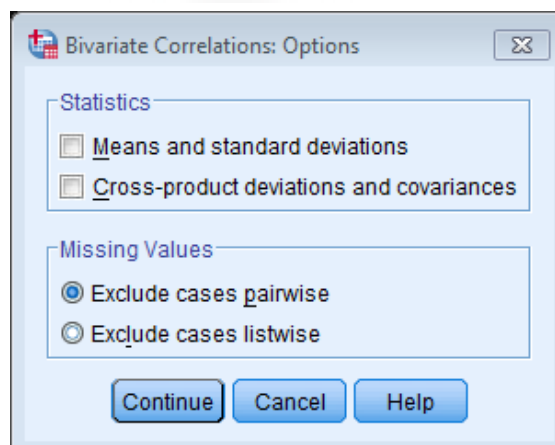 Bivariate Correlations: Options
Statistics
Means and standard deviations
Cross-product deviations and covariances
Missing Values
Exclude cases pairwise
Exclude cases listwise
Continue Cancel Help